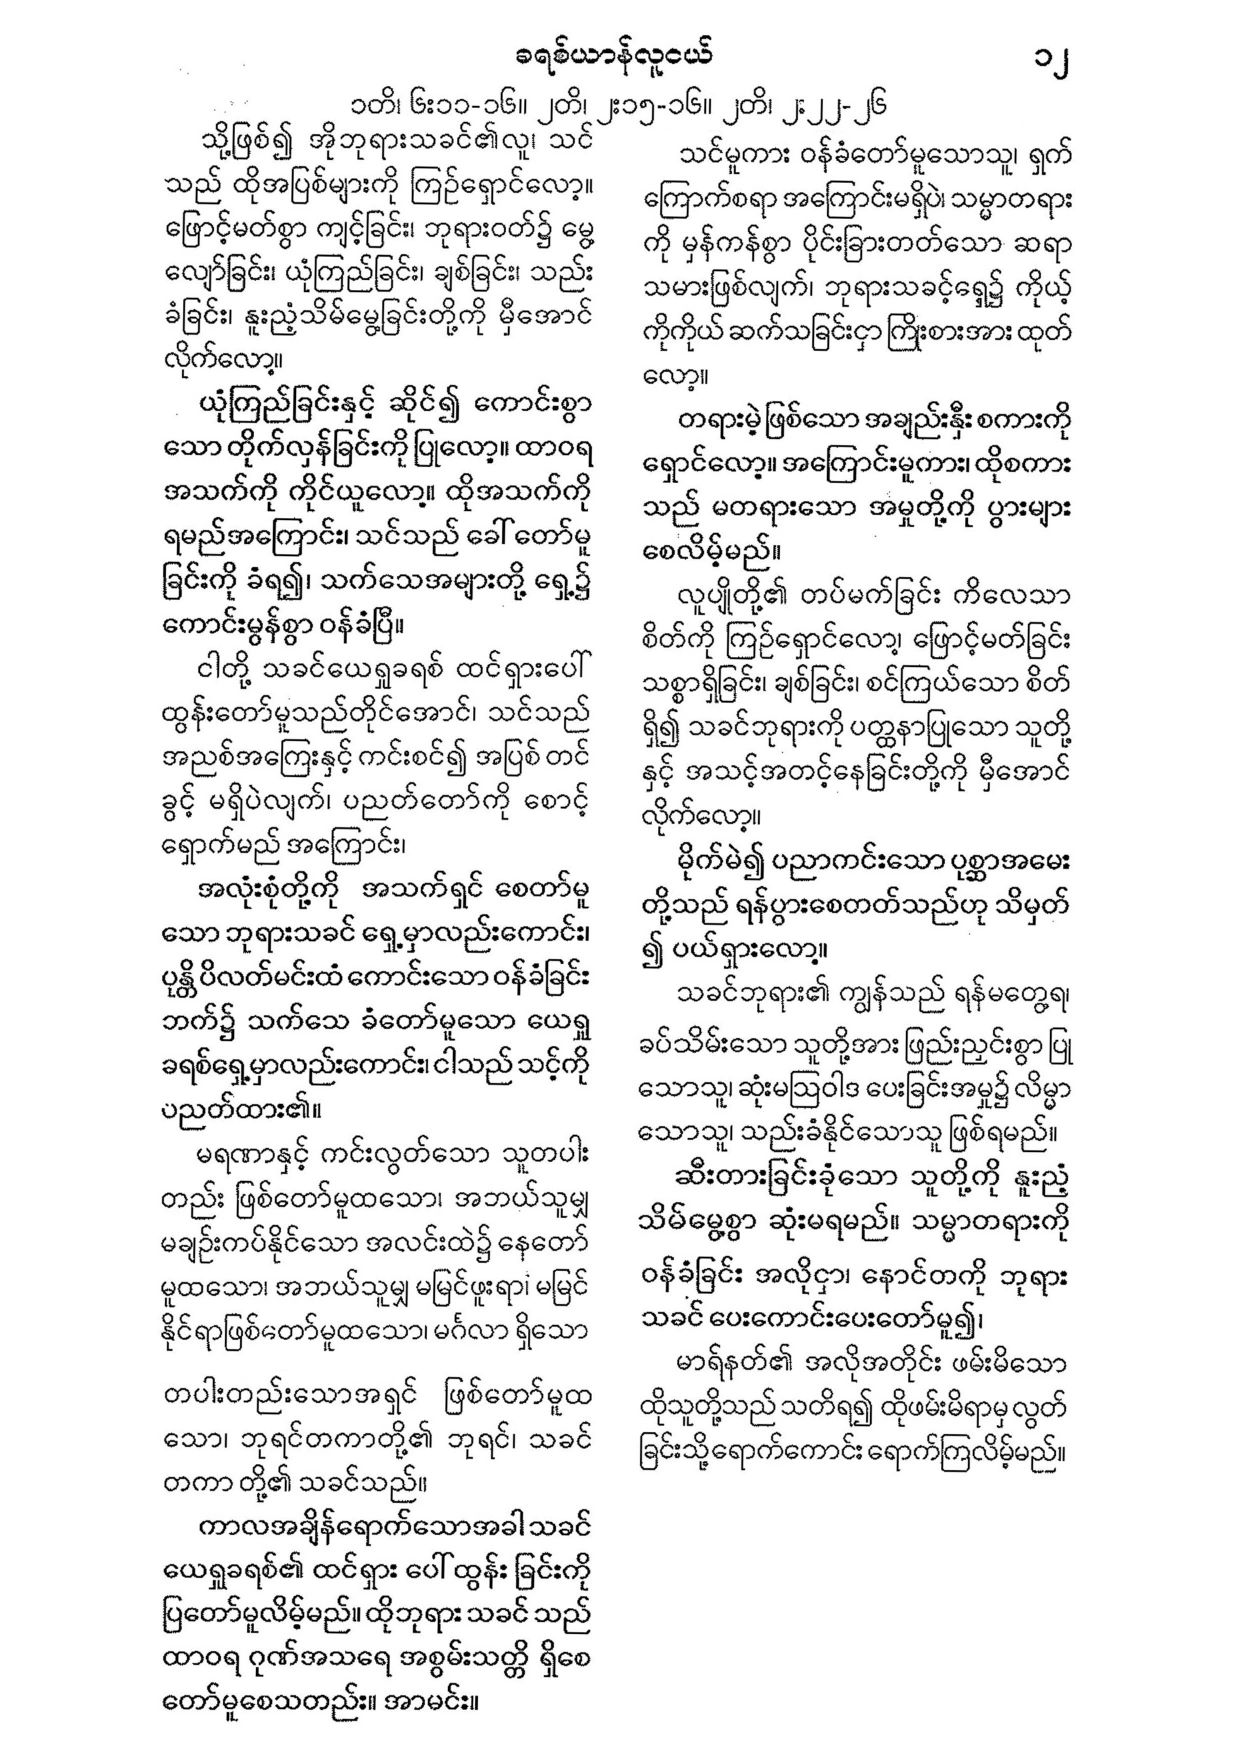 ခရစ်ယာန်လူငယ်
၁၂
၁တိ၊ ၆း၁၁-၁၆။ ၂တိ၊ ၂း၁၅-၁၆။ ၂တိ၊ ၂း၂၂-၂၆
သို့ဖြစ်၍ အိုဘုရားသခင်၏လူ၊ သင်
သည် ထိုအပြစ်များကို ကြဉ်ရှောင်လော့။
ဖြောင့်မတ်စွာ ကျင့်ခြင်း၊ ဘုရားဝတ်၌ မွေ့
လျော်ခြင်း၊ ယုံကြည်ခြင်း၊ ချစ်ခြင်း၊ သည်း
ခံခြင်း၊ နူးညံ့သိမ်မွေ့ခြင်းတို့ကို မှီအောင်
လိုက်လော့။
ယုံကြည်ခြင်းနှင့် ဆိုင်၍ ကောင်းစွာ
သော တိုက်လှန်ခြင်းကို ပြုလော့။ ထာဝရ
အသက်ကို ကိုင်ယူလော့။ ထိုအသက်ကို
ရမည်အကြောင်း၊ သင်သည် ခေါ်တော်မူ
ခြင်းကို ခံရ၍၊ သက်သေအများတို့ ရှေ့၌
ကောင်းမွန်စွာ ဝန်ခံပြီ။
ငါတို့ သခင်ယေရှုခရစ် ထင်ရှားပေါ်
ထွန်းတော်မူသည်တိုင်အောင်၊ သင်သည်
အညစ်အကြေးနှင့် ကင်းစင်၍ အပြစ် တင်
ခွင့် မရှိပဲလျက်၊ ပညတ်တော်ကို စောင့်
ရှောက်မည် အကြောင်း၊
အလုံးစုံတို့ကို အသက်ရှင် စေတာ်မူ
သော ဘုရားသခင် ရှေ့မှာလည်းကောင်း၊
ပုန္တိပိလတ်မင်းထံ ကောင်းသော ဝန်ခံခြင်း
ဘက်၌ သက်သေ ခံတော်မူသော ယေရှု
ခရစ်ရှေ့မှာလည်းကောင်း၊ ငါသည် သင့်ကို
ပညတ်ထား၏။
မရဏာနှင့် ကင်းလွတ်သော သူတပါး
တည်း ဖြစ်တော်မူထသော၊ အဘယ်သူမျှ
မချဉ်းကပ်နိုင်သော အလင်းထဲ၌ နေတော်
မူထသော၊ အဘယ်သူမျှ မမြင်ဖူးရာ၊ မမြင်
နိုင်ရာဖြစ်တော်မူထသော၊ မင်္ဂလာ ရှိသော
တပါးတည်းသောအရှင် ဖြစ်တော်မူထ
သော၊ ဘုရင်တကာတို့၏ ဘုရင်၊ သခင်
တကာ တို့၏ သခင်သည်။
ကာလအချိန်ရောက်သောအခါ သခင်
ယေရှုခရစ်၏ ထင်ရှား ပေါ်ထွန်း ခြင်းကို
ပြတော်မူလိမ့်မည်။ ထိုဘုရား သခင် သည်
ထာဝရ ဂုဏ်အသရေ အစွမ်းသတ္တိ ရှိစေ
တော်မူစေသတည်း။ အာမင်း။
သင်မူကား ဝန်ခံတော်မူသောသူ၊ ရှက်
ကြောက်စရာ အကြောင်းမရှိပဲ၊ သမ္မာတရား
ကို မှန်ကန်စွာ ပိုင်းခြားတတ်သော ဆရာ
သမားဖြစ်လျက်၊ ဘုရားသခင့်ရှေ့၌ ကိုယ့်
ကိုကိုယ် ဆက်သခြင်းငှာ ကြိုးစားအားထုတ်
လော့။
တရားမဲ့ ဖြစ်သော အချည်းနှီး စကားကို
ရှောင်လော့။ အကြောင်းမူကား၊ ထိုစကား
သည် မတရားသော အမှုတို့ကို ပွားများ
စေလိမ့်မည်။
လူပျိုတို့၏ တပ်မက်ခြင်း ကိလေသာ
စိတ်ကို ကြဉ်ရှောင်လော့၊ ဖြောင့်မတ်ခြင်း
သစ္စာရှိခြင်း၊ ချစ်ခြင်း၊ စင်ကြယ်သော စိတ်
ရှိ၍ သခင်ဘုရားကို ပတ္ထနာပြုသော သူတို့
နှင့် အသင့်အတင့်နေခြင်းတို့ကို မှီအောင်
လိုက်လော့။
မိုက်မဲ၍ ပညာကင်းသော ပုစ္ဆာအမေး
တို့သည် ရန်ပွားစေတတ်သည်ဟု သိမှတ်
၍ ပယ်ရှားလော့။
သခင်ဘုရား၏ ကျွန်သည် ရန်မတွေ့ရ၊
ခပ်သိမ်းသော သူတို့အား ဖြည်းညှင်းစွာ ပြု
သောသူ၊ ဆုံးမဩဝါဒ ပေးခြင်းအမှု၌ လိမ္မာ
သောသူ၊ သည်းခံနိုင်သောသူ ဖြစ်ရမည်။
ဆီးတားခြင်းခုံသော သူတို့ကို နူးညံ့
သိမ်မွေ့စွာ ဆုံးမရမည်။ သမ္မာတရားကို
ဝန်ခံခြင်း အလိုငှာ၊ နောင်တကို ဘုရား
သခင် ပေးကောင်းပေးတော်မူ၍၊
မာရ်နတ်၏ အလိုအတိုင်း ဖမ်းမိသော
ထိုသူတို့သည် သတိရ၍ ထိုဖမ်းမိရာမှ လွတ်
ခြင်းသို့ရောက်ကောင်း ရောက်ကြလိမ့်မည်။